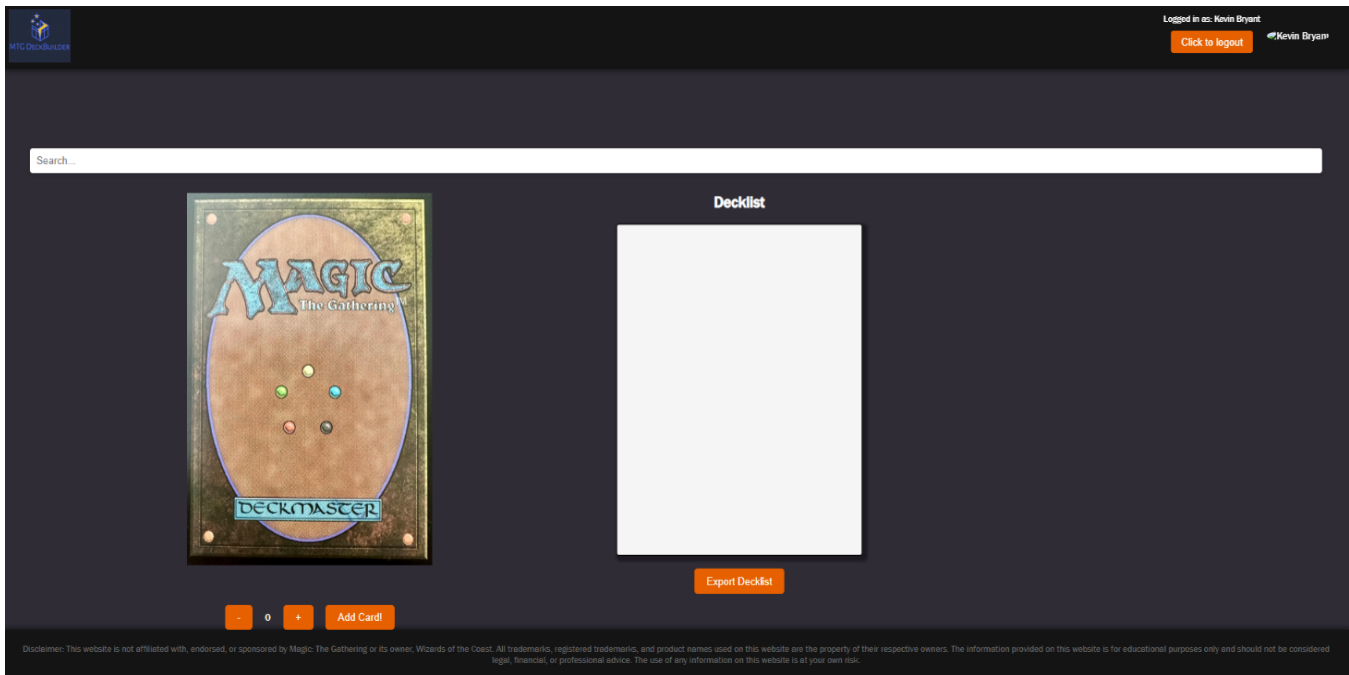 MTG DECKBUILDER
Logged in as: Kevin Bryant
Click to logout
Kevin Bryan
Search...
Decklist
MAGIC
The Gathering
DECKMASTER
Export Decklist
- 0 + Add Card!
Disclaimer: This website is not affiliated with, endorsed, or sponsored by Magic: The Gathering or its owner, Wizards of the Coast. All trademarks, registered trademarks, and product names used on this website are the property of their respective owners. The information provided on this website is for educational purposes only and should not be considered
legal, financial, or professional advice. The use of any information on this website is at your own risk.